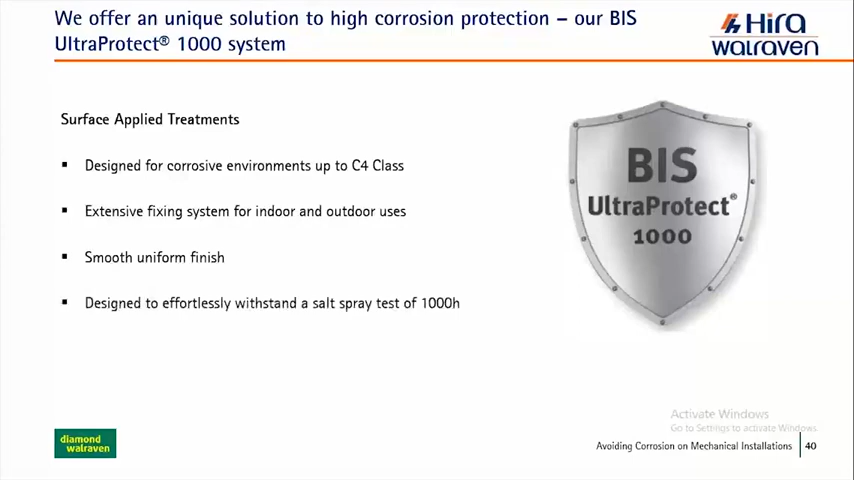 We offer an unique solution to high corrosion protection – our BIS
UltraProtect® 1000 system
Hira
walraven
Surface Applied Treatments
▪ Designed for corrosive environments up to C4 Class
▪ Extensive fixing system for indoor and outdoor uses
▪ Smooth uniform finish
▪ Designed to effortlessly withstand a salt spray test of 1000h
BIS
UltraProtect®
1000
Activate Windows
Go to Settings to activate Windows.
diamond
walraven
Avoiding Corrosion on Mechanical Installations 40